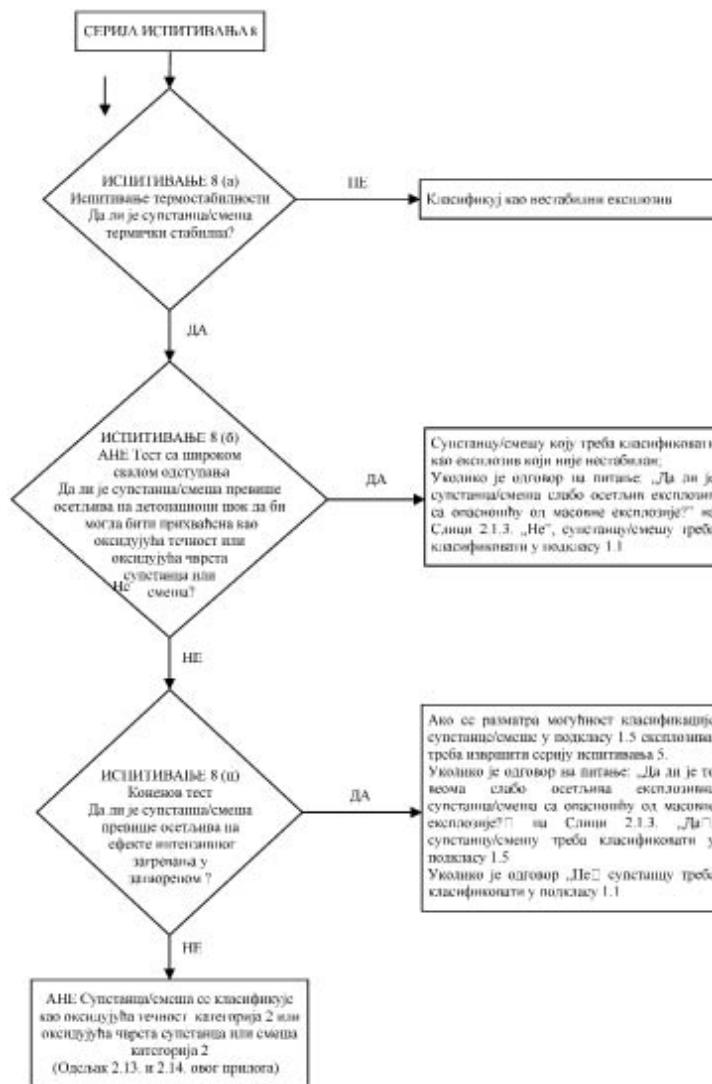 СЕРИЈА ИСПИТИВАЊА 8
ИСПИТИВАЊЕ 8 (а)
Испитивање термостабилности
Да ли је супстанца/смеша
термички стабилна?
НЕ
Класификуј као нестабилни експлозив
ДА
ИСПИТИВАЊЕ 8 (б)
АНЕ Тест са широком
скалом одступања
Да ли је супстанца/смеша превише
осетљива на детонациони шок да би
могла бити прихваћена као
оксидујућа течност или
оксидујућа чврста
супстанца или
Не
смеша?
ДА
Супстанцу/смешу коју треба класификовати
као експлозив који није нестабилан;
Уколико је одговор на питање: „Да ли је
супстанца/смеша слабо осетљив експлозив
са опасношћу од масовне експлозије?" на
Слици 2.1.3. „Не", супстанцу/смешу треба
класификовати у подкласу 1.1
НЕ
ИСПИТИВАЊЕ 8 (ц)
Коненов тест
Да ли је супстанца/смеша
превише осетљива на
ефекте интензивног
загревања у
затвореном ?
ДА
Ако се разматра могућност класификације
супстанце/смеше у подкласу 1.5 експлозива
треба извршити серију испитивања 5.
Уколико је одговор на питање: „Да ли је то
веома слабо осетљива експлозивна
супстанца/смеша са опасношћу од масовне
експлозије?□ на Слици 2.1.3. „Да□,
супстанцу/смешу треба класификовати у
подкласу 1.5
Уколико је одговор „Не□ супстанцу треба
класификовати у подкласу 1.1
НЕ
АНЕ Супстанца/смеша се класификује
као оксидујућа течност категорија 2 или
оксидујућа чврста супстанца или смеша
категорија 2
(Одељак 2.13. и 2.14. овог прилога)